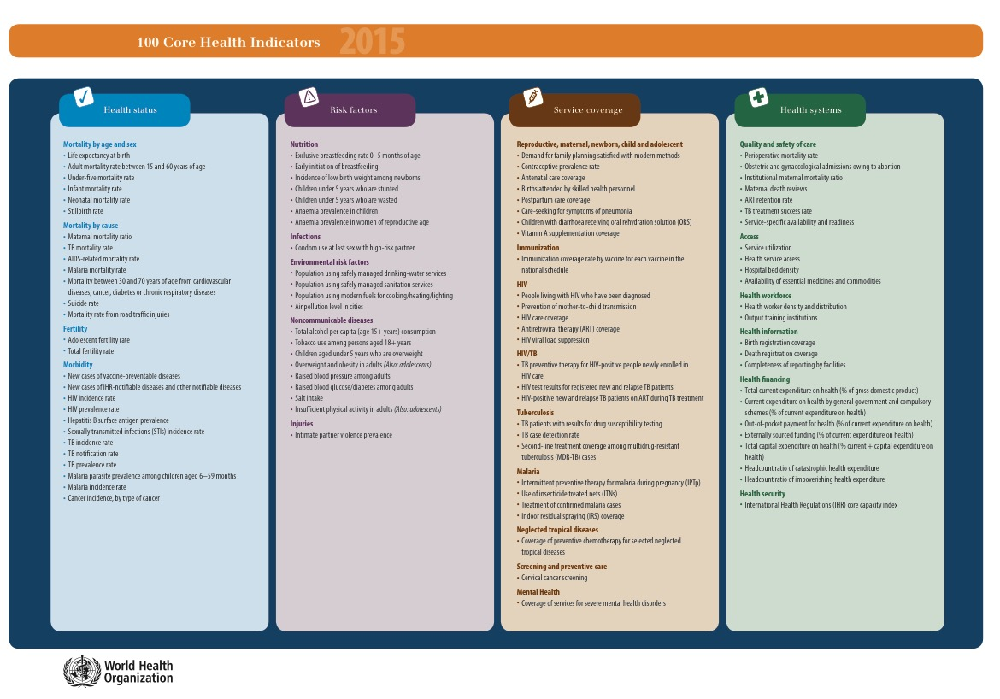 100 Core Health Indicators 2015
Health status
Mortality by age and sex
• Life expectancy at birth
• Adult mortality rate between 15 and 60 years of age
• Under-five mortality rate
• Infant mortality rate
• Neonatal mortality rate
• Stillbirth rate
Mortality by cause
• Maternal mortality ratio
• TB mortality rate
• AIDS-related mortality rate
• Malaria mortality rate
• Mortality between 30 and 70 years of age from cardiovascular
diseases, cancer, diabetes or chronic respiratory diseases
• Suicide rate
• Mortality rate from road traffic injuries
Fertility
• Adolescent fertility rate
• Total fertility rate
Morbidity
• New cases of vaccine-preventable diseases
• New cases of IHR-notifiable diseases and other notifiable diseases
• HIV incidence rate
• HIV prevalence rate
• Hepatitis B surface antigen prevalence
• Sexually transmitted infections (STIs) incidence rate
• TB incidence rate
• TB notification rate
• TB prevalence rate
• Malaria parasite prevalence among children aged 6–59 months
• Malaria incidence rate
• Cancer incidence, by type of cancer
Risk factors
Nutrition
• Exclusive breastfeeding rate 0–5 months of age
• Early initiation of breastfeeding
• Incidence of low birth weight among newborns
• Children under 5 years who are stunted
• Children under 5 years who are wasted
• Anaemia prevalence in children
• Anaemia prevalence in women of reproductive age
Infections
• Condom use at last sex with high-risk partner
Environmental risk factors
• Population using safely managed drinking-water services
• Population using safely managed sanitation services
• Population using modern fuels for cooking/heating/lighting
• Air pollution level in cities
Noncommunicable diseases
• Total alcohol per capita (age 15+ years) consumption
• Tobacco use among persons aged 18+ years
• Children aged under 5 years who are overweight
• Overweight and obesity in adults (Also: adolescents)
• Raised blood pressure among adults
• Raised blood glucose/diabetes among adults
• Salt intake
• Insufficient physical activity in adults (Also: adolescents)
Injuries
• Intimate partner violence prevalence
Service coverage
Reproductive, maternal, newborn, child and adolescent
• Demand for family planning satisfied with modern methods
• Contraceptive prevalence rate
• Antenatal care coverage
• Births attended by skilled health personnel
• Postpartum care coverage
• Care-seeking for symptoms of pneumonia
• Children with diarrhoea receiving oral rehydration solution (ORS)
• Vitamin A supplementation coverage
Immunization
• Immunization coverage rate by vaccine for each vaccine in the
national schedule
HIV
• People living with HIV who have been diagnosed
• Prevention of mother-to-child transmission
• HIV care coverage
• Antiretroviral therapy (ART) coverage
• HIV viral load suppression
HIV/TB
• TB preventive therapy for HIV-positive people newly enrolled in
HIV care
• HIV test results for registered new and relapse TB patients
• HIV-positive new and relapse TB patients on ART during TB treatment
Tuberculosis
• TB patients with results for drug susceptibility testing
• TB case detection rate
• Second-line treatment coverage among multidrug-resistant
tuberculosis (MDR-TB) cases
Malaria
• Intermittent preventive therapy for malaria during pregnancy (IPTp)
• Use of insecticide treated nets (ITNs)
• Treatment of confirmed malaria cases
• Indoor residual spraying (IRS) coverage
Neglected tropical diseases
• Coverage of preventive chemotherapy for selected neglected
tropical diseases
Screening and preventive care
• Cervical cancer screening
Mental Health
• Coverage of services for severe mental health disorders
Health systems
Quality and safety of care
• Perioperative mortality rate
• Obstetric and gynaecological admissions owing to abortion
• Institutional maternal mortality ratio
• Maternal death reviews
• ART retention rate
• TB treatment success rate
• Service-specific availability and readiness
Access
• Service utilization
• Health service access
• Hospital bed density
• Availability of essential medicines and commodities
Health workforce
• Health worker density and distribution
• Output training institutions
Health information
• Birth registration coverage
• Death registration coverage
• Completeness of reporting by facilities
Health financing
• Total current expenditure on health (% of gross domestic product)
• Current expenditure on health by general government and compulsory
schemes (% of current expenditure on health)
• Out-of-pocket payment for health (% of current expenditure on health)
• Externally sourced funding (% of current expenditure on health)
• Total capital expenditure on health (% current + capital expenditure on
health)
• Headcount ratio of catastrophic health expenditure
• Headcount ratio of impoverishing health expenditure
Health security
• International Health Regulations (IHR) core capacity index
World Health
Organization